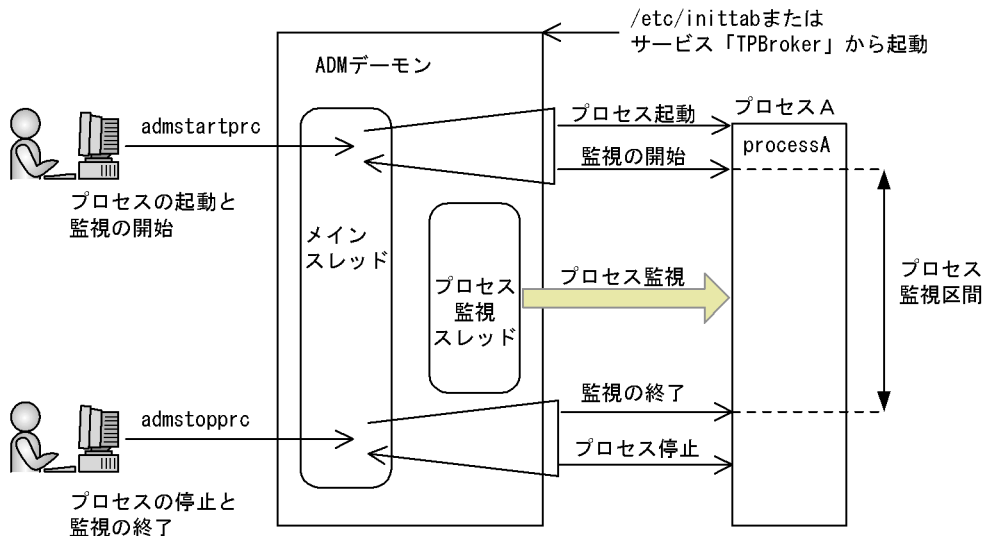 /etc/inittabまたは
サービス「TPBroker」から起動
ADMデーモン
admstartprc
プロセスの起動と
監視の開始
メイン
スレッド
プロセス
監視
スレッド
プロセス起動
監視の開始
プロセスA
processA
プロセス監視
プロセス
監視区間
admstopprc
プロセスの停止と
監視の終了
監視の終了
プロセス停止